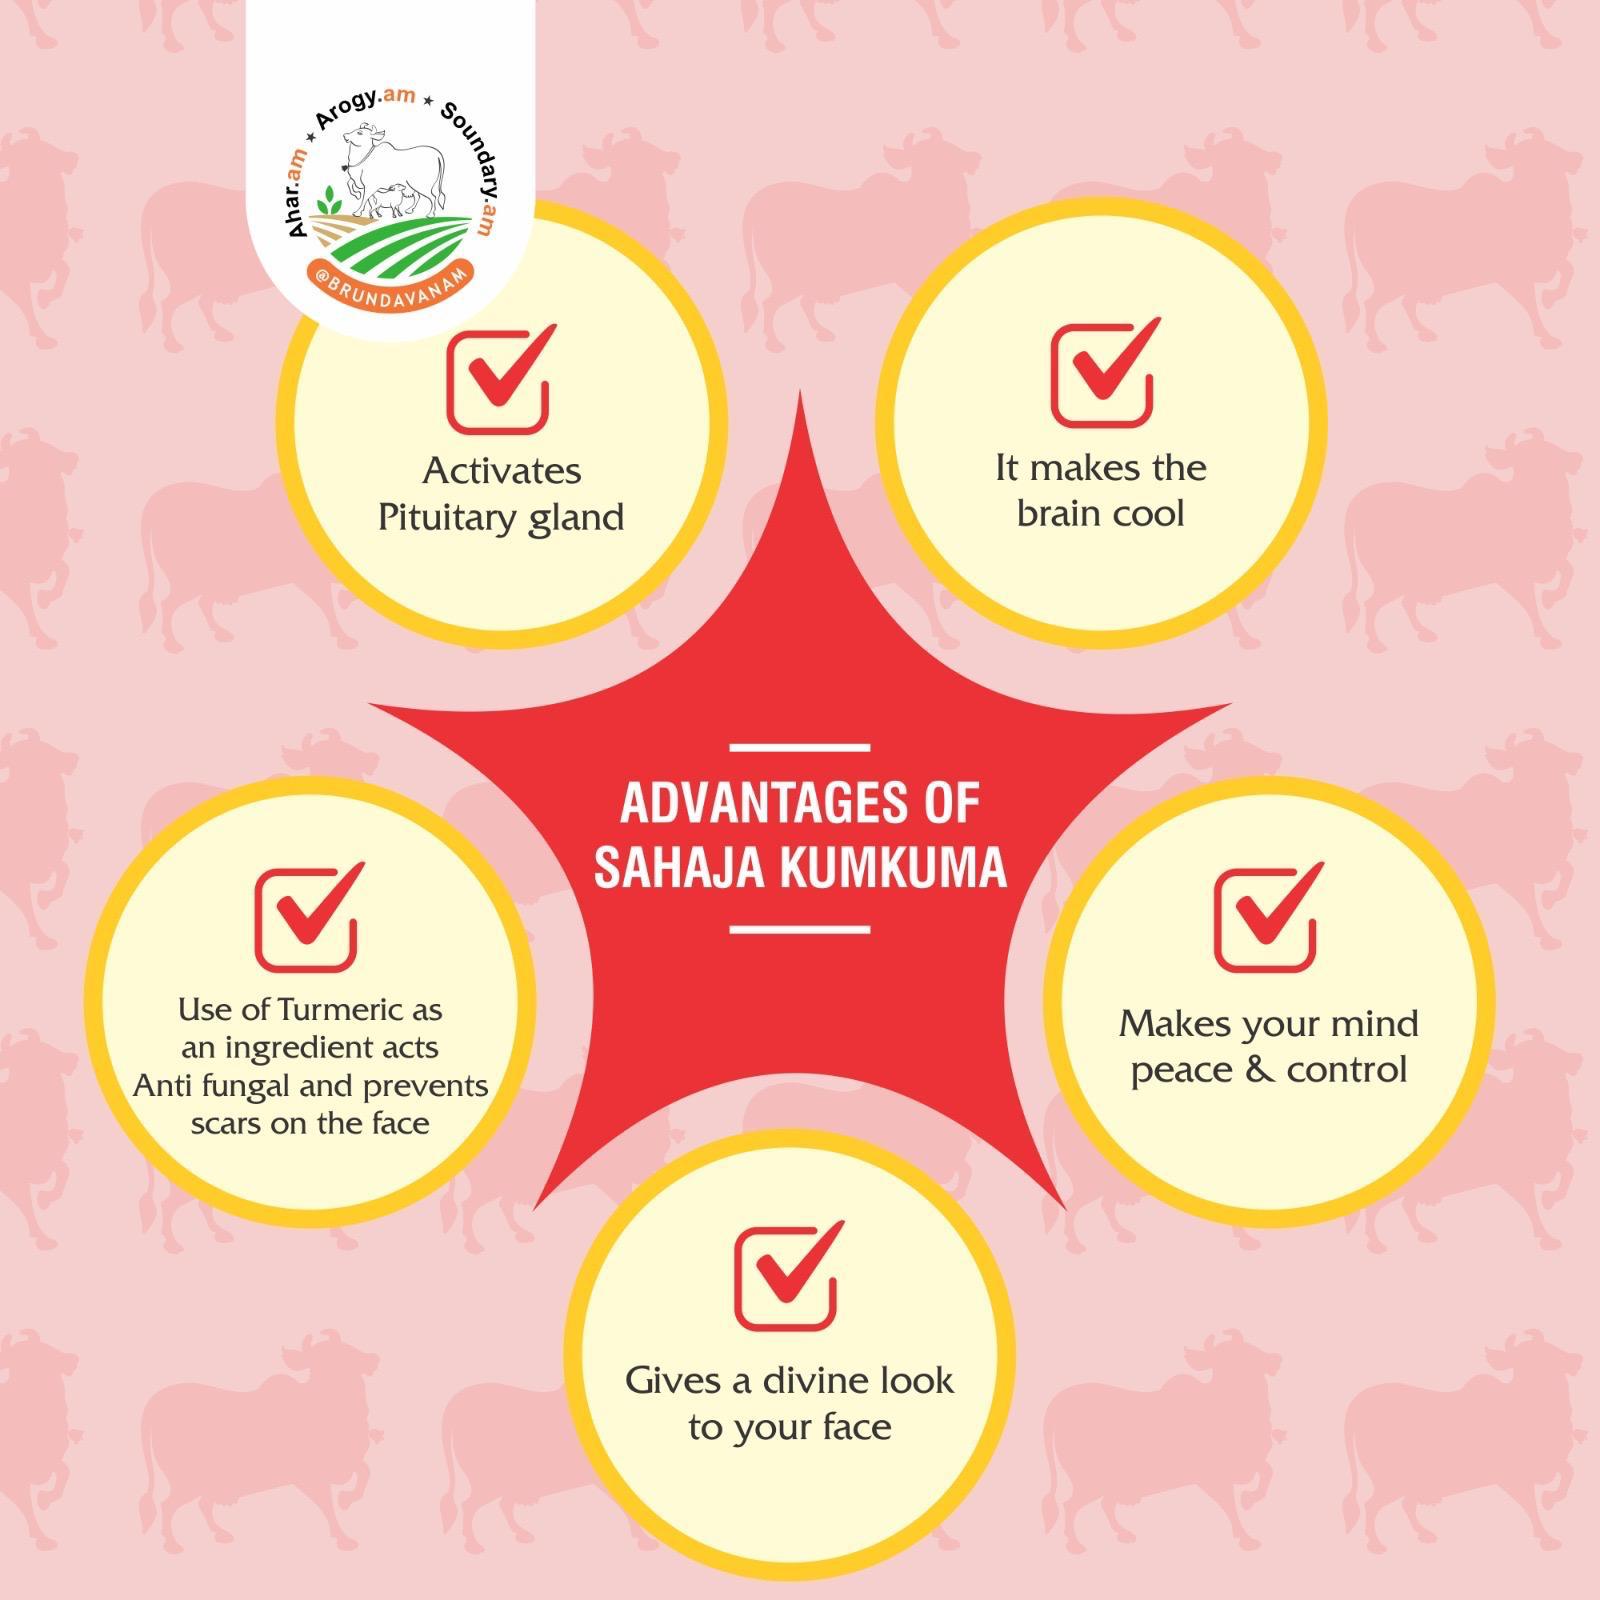 Ahar.am ★ Arogy.am ★ Soundary.am
@BRUNDAVANAM
Activates
Pituitary gland
It makes the
brain cool
ADVANTAGES OF
SAHAJA KUMKUMA
Use of Turmeric as
an ingredient acts
Anti fungal and prevents
scars on the face
Makes your mind
peace & control
Gives a divine look
to your face